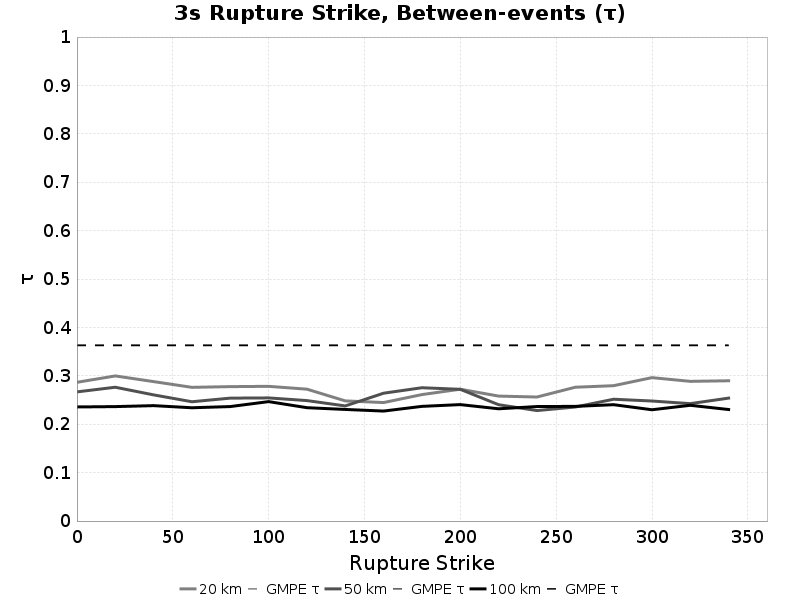 3s Rupture Strike, Between-events (τ)
1
0.9
0.8
0.7
0.6
0.5
0.4
0.3
0.2
0.1
0
τ
0 50 100 150 200 250 300 350
Rupture Strike
20 km GMPE τ 50 km GMPE τ 100 km GMPE τ